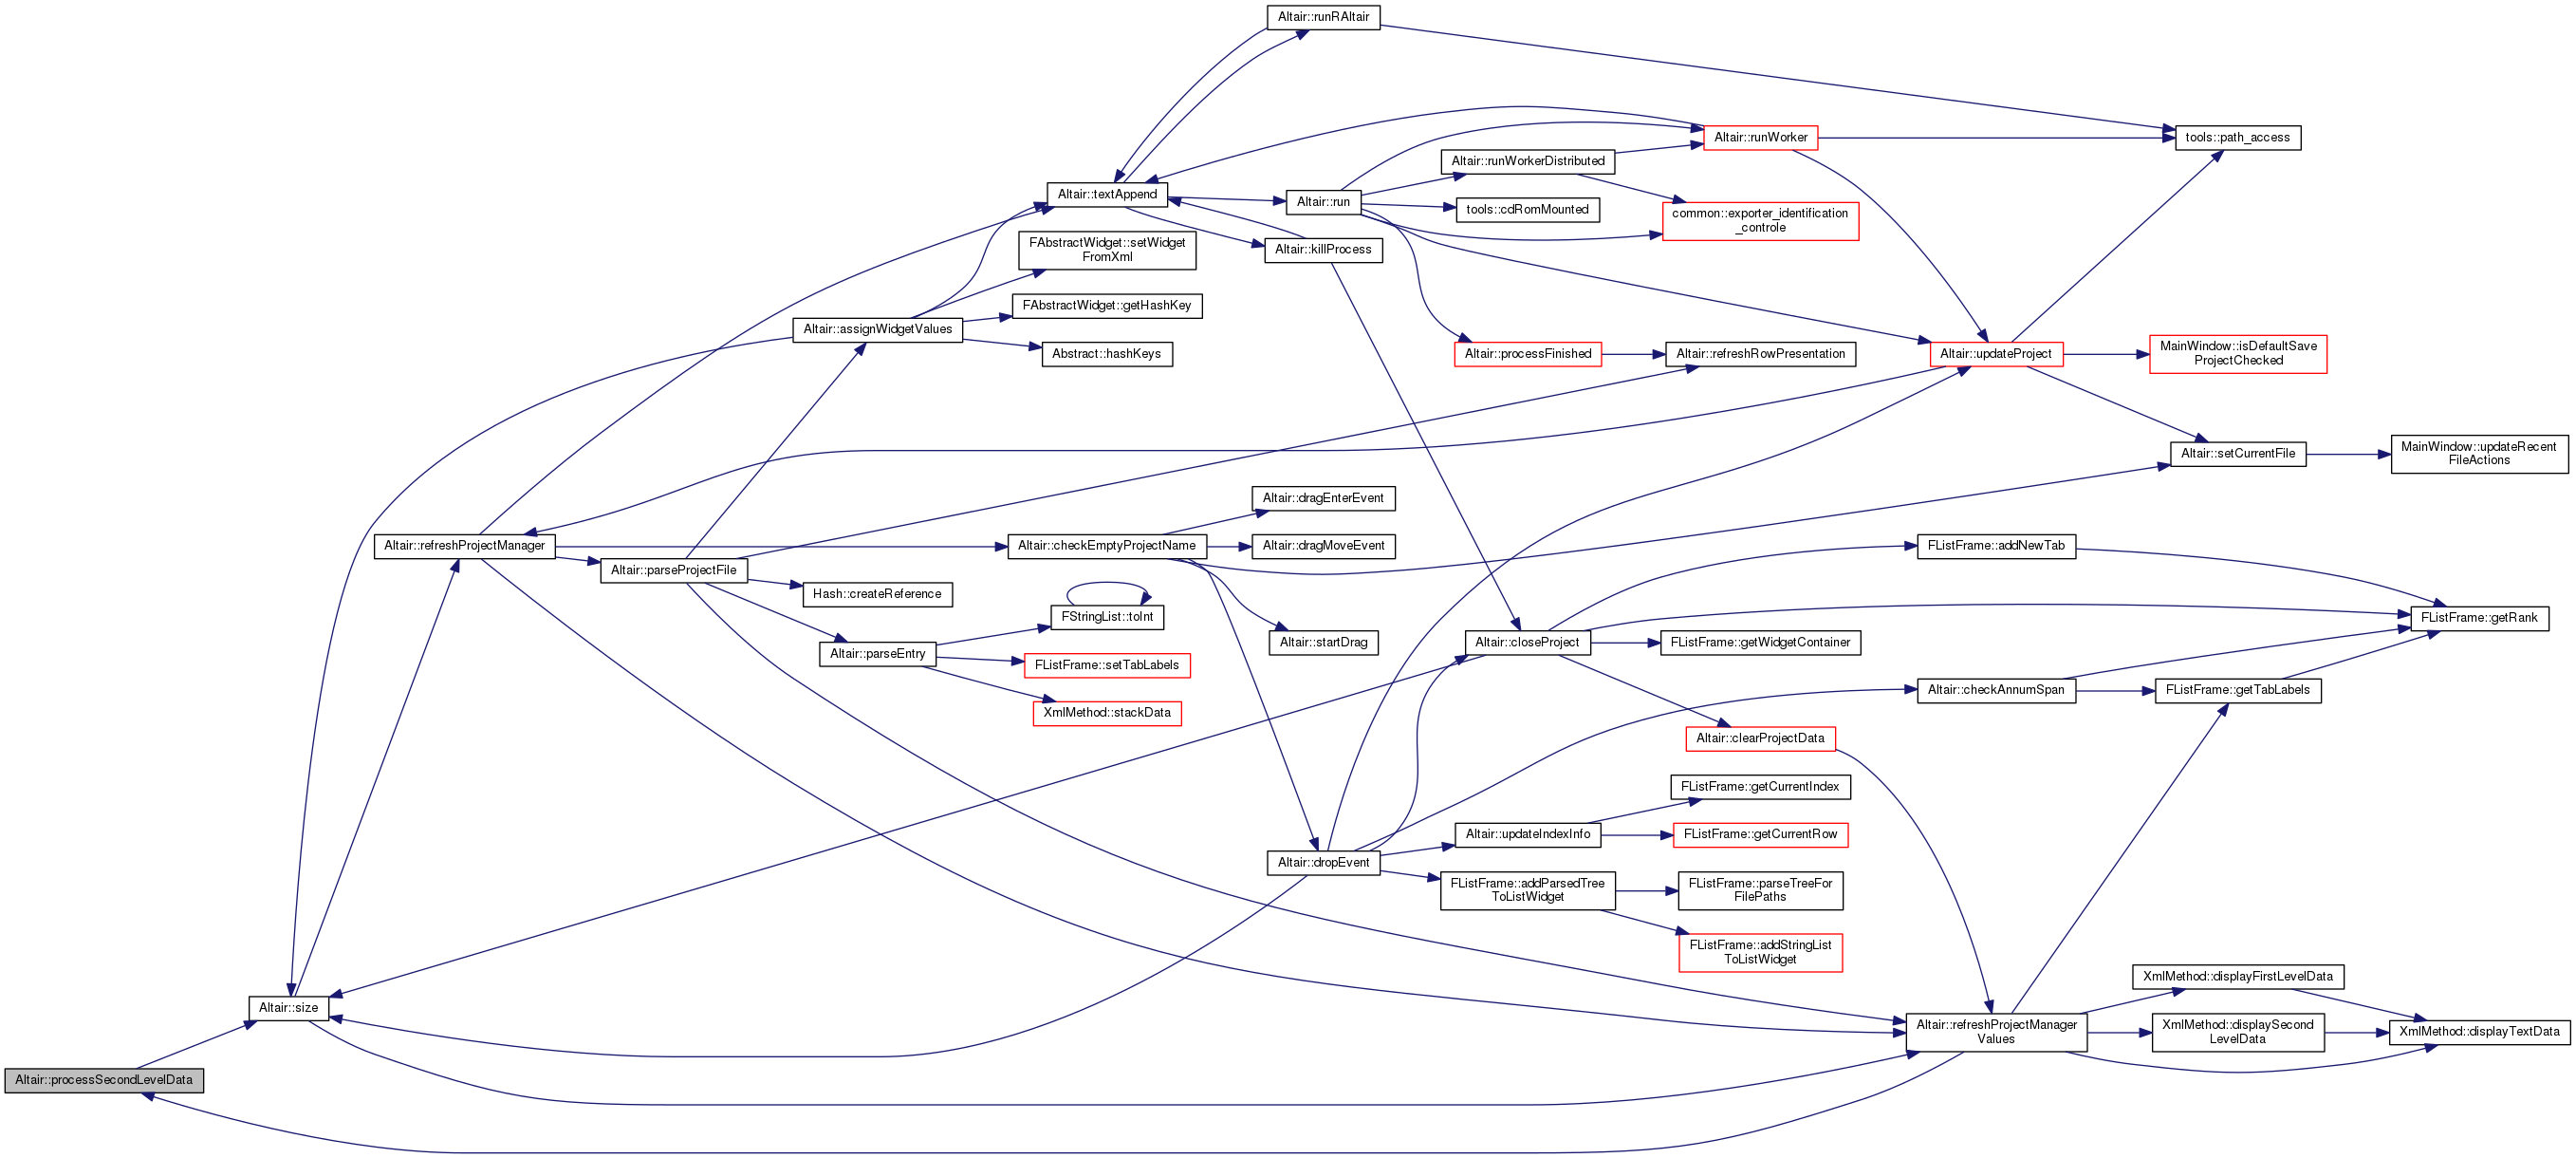 Altair::runRAltair
tools::path_access
Altair::runWorker
Altair::runWorkerDistributed
Altair::textAppend
Altair::run
tools::cdRomMounted
common::exporter_identification
_controle
FAbstractWidget::setWidget
FromXml
Altair::killProcess
FAbstractWidget::getHashKey
Altair::assignWidgetValues
Abstract::hashKeys
Altair::processFinished
Altair::refreshRowPresentation
Altair::updateProject
MainWindow::isDefaultSave
ProjectChecked
Altair::setCurrentFile
MainWindow::updateRecent
FileActions
Altair::dragEnterEvent
Altair::refreshProjectManager
Altair::checkEmptyProjectName
Altair::dragMoveEvent
FListFrame::addNewTab
Altair::parseProjectFile
Hash::createReference
FStringList::toInt
FListFrame::getRank
Altair::startDrag
Altair::closeProject
FListFrame::getWidgetContainer
Altair::parseEntry
FListFrame::setTabLabels
Altair::checkAnnumSpan
FListFrame::getTabLabels
XmlMethod::stackData
Altair::clearProjectData
FListFrame::getCurrentIndex
Altair::updateIndexInfo
FListFrame::getCurrentRow
Altair::dropEvent
FListFrame::addParsedTree
ToListWidget
FListFrame::parseTreeFor
FilePaths
FListFrame::addStringList
ToListWidget
XmlMethod::displayFirstLevelData
Altair::size
Altair::refreshProjectManager
Values
XmlMethod::displaySecond
LevelData
XmlMethod::displayTextData
Altair::processSecondLevelData